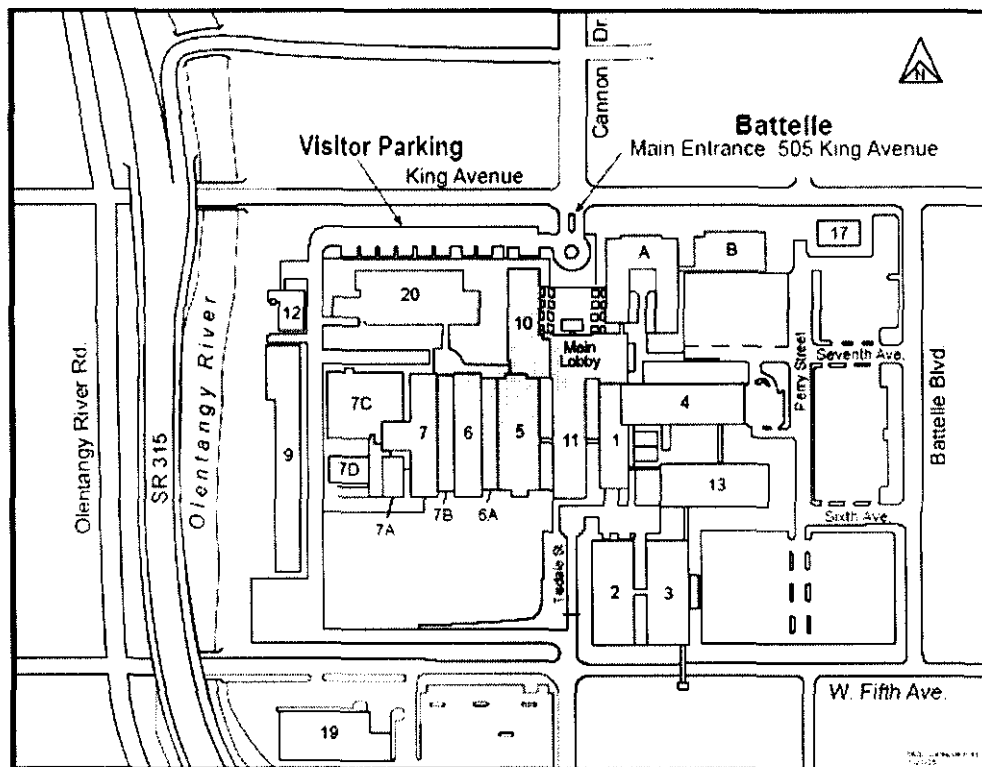 Cannon Dr.
N
Battelle
Main Entrance 505 King Avenue
Visitor Parking
King Avenue
17
A
B
20
12
10
Main
Lobby
Seventh Ave.
Perry Street
7C
7
6
5
11
1
4
9
7D
13
7A
7B
6A
Sixth Ave.
2
3
Olentangy River Rd.
SR 315
Olentangy River
Battelle Blvd.
W. Fifth Ave.
19